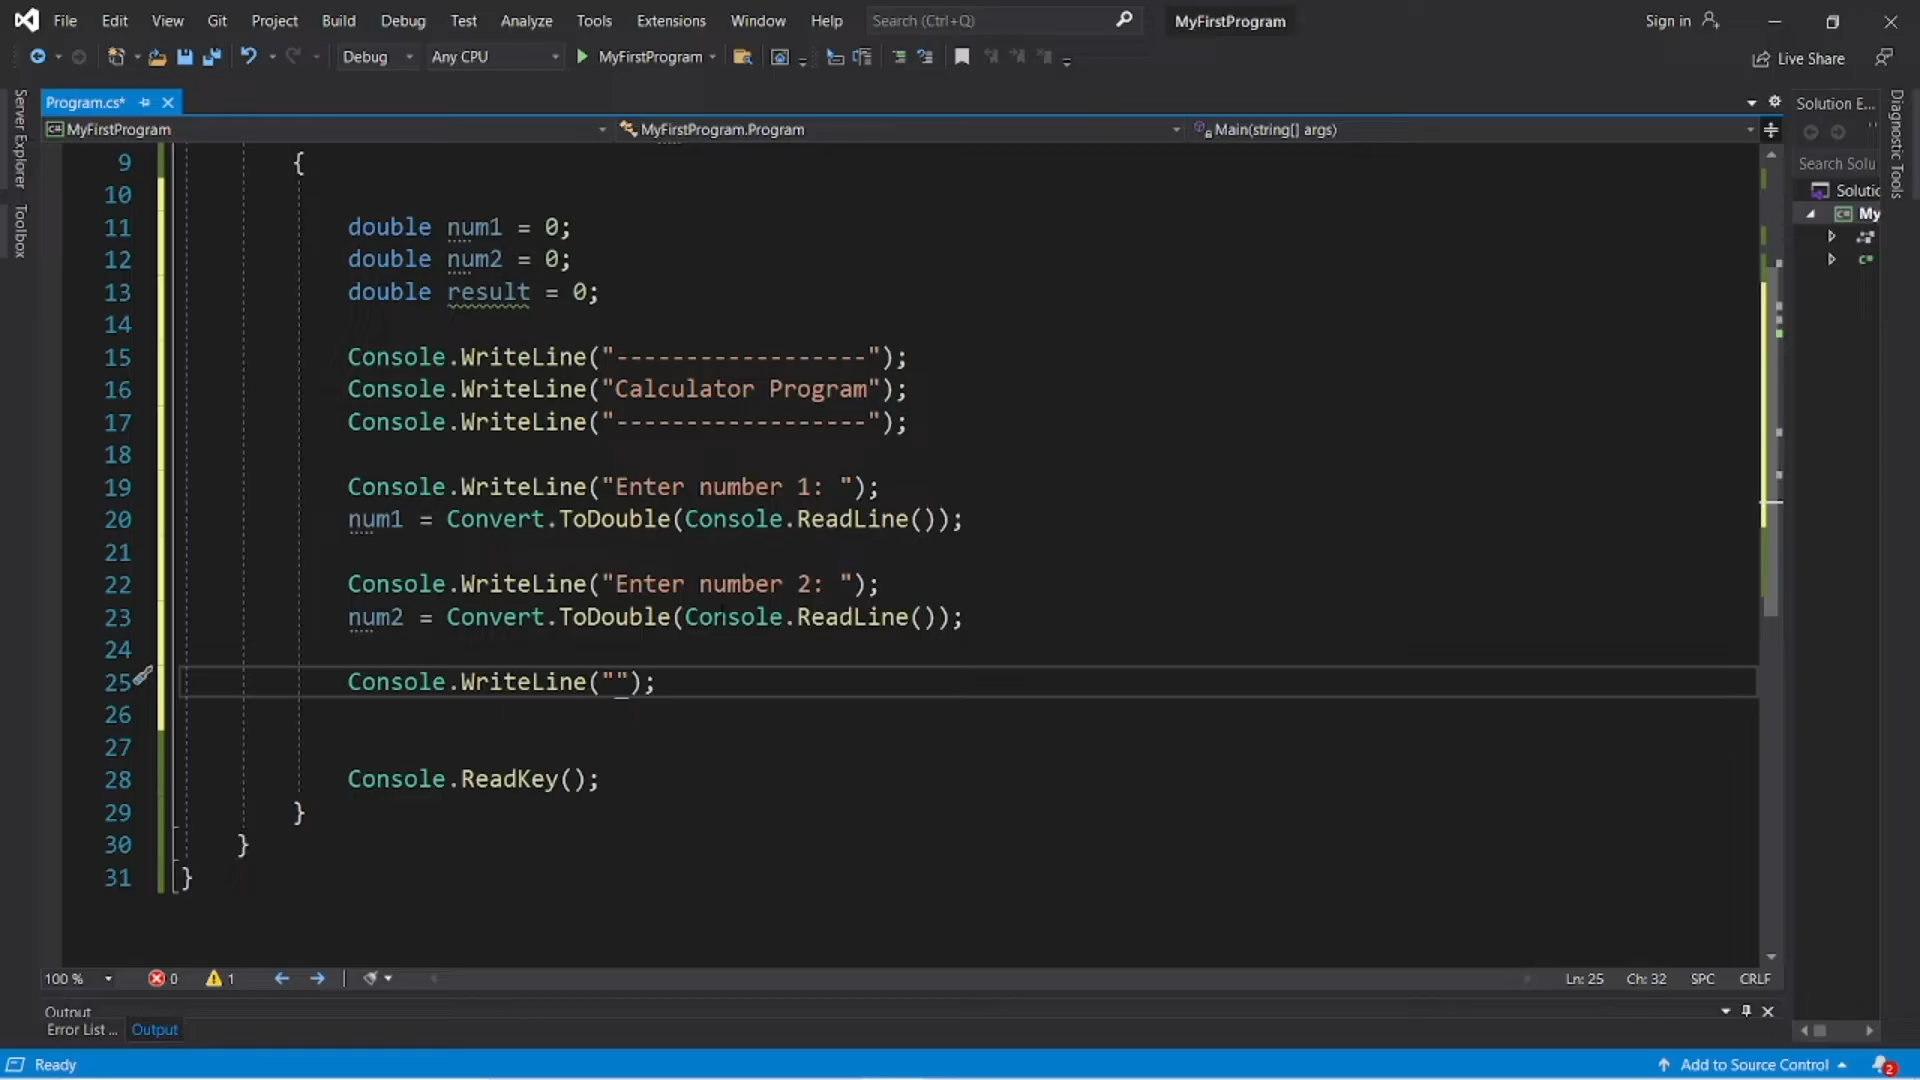 File Edit View Git Project Build Debug Test Analyze Tools Extensions Window Help Search (Ctrl+Q) MyFirstProgram Sign in
Debug Any CPU MyFirstProgram Live Share
Server Explorer
Toolbox
Program.cs*
MyFirstProgram MyFirstProgram.Program Main(string[] args)
9 {
10
11 double num1 = 0;
12 double num2 = 0;
13 double result = 0;
14
15 Console.WriteLine("------------------");
16 Console.WriteLine("Calculator Program");
17 Console.WriteLine("------------------");
18
19 Console.WriteLine("Enter number 1: ");
20 num1 = Convert.ToDouble(Console.ReadLine());
21
22 Console.WriteLine("Enter number 2: ");
23 num2 = Convert.ToDouble(Console.ReadLine());
24
25 Console.WriteLine("");
26
27
28 Console.ReadKey();
29 }
30 }
31 }
Solution E...
Search Solu
Solutic
My
C#
Diagnostic Tools
100 % 0 1 Ln: 25 Ch: 32 SPC CRLF
Output
Error List ... Output
Ready Add to Source Control 2